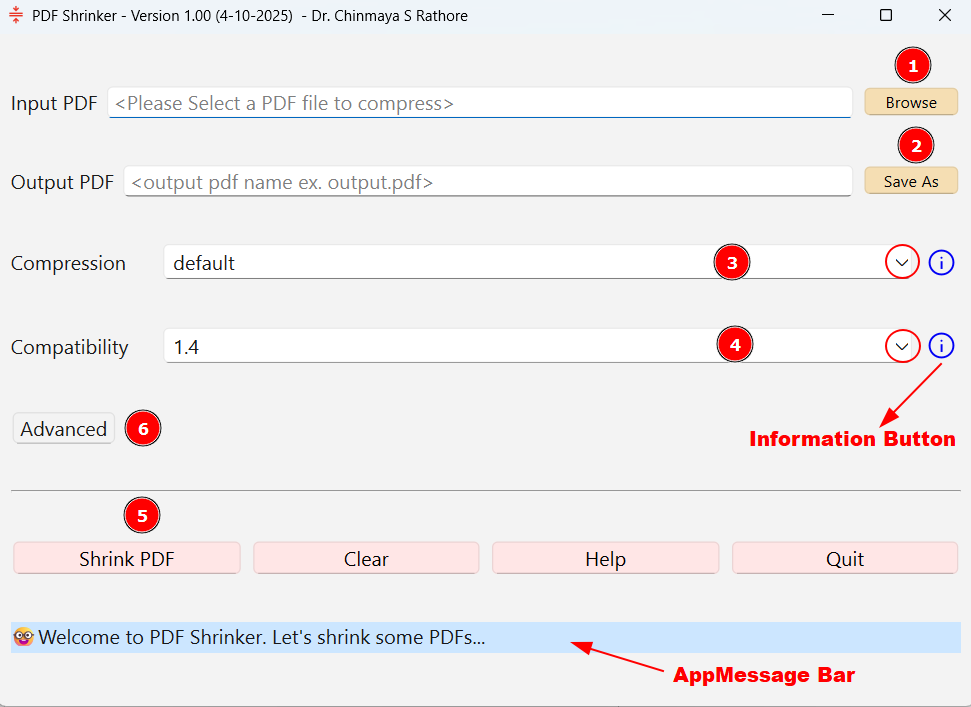 PDF Shrinker - Version 1.00 (4-10-2025)  - Dr. Chinmaya S Rathore
1
Input PDF <Please Select a PDF file to compress> Browse
2
Output PDF <output pdf name ex. output.pdf> Save As
Compression default 3 i
Compatibility 1.4 4 i
Advanced 6
Information Button
5
Shrink PDF Clear Help Quit
🤓 Welcome to PDF Shrinker. Let's shrink some PDFs...
AppMessage Bar